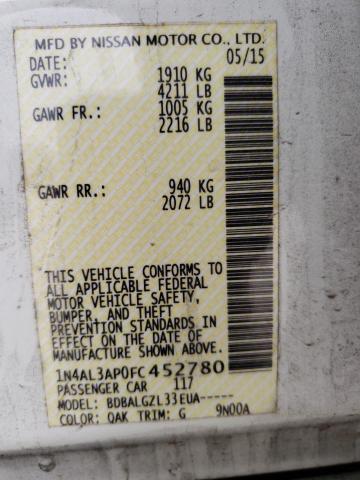 MFD BY NISSAN MOTOR CO., LTD.
DATE: 05/15
GVWR: 1910 KG
4211 LB
GAWR FR.: 1005 KG
2216 LB
GAWR RR.: 940 KG
2072 LB
THIS VEHICLE CONFORMS TO
ALL APPLICABLE FEDERAL
MOTOR VEHICLE SAFETY,
BUMPER, AND THEFT
PREVENTION STANDARDS IN
EFFECT ON THE DATE OF
MANUFACTURE SHOWN ABOVE.
1N4AL3AP0FC452780
PASSENGER CAR 117
MODEL: BDBALGZL33EUA-----
COLOR: QAK TRIM: G 9N00A